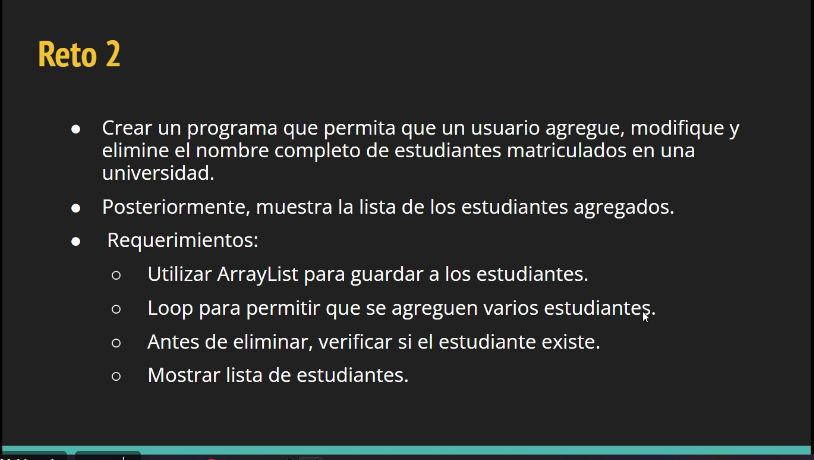 Reto 2
● Crear un programa que permita que un usuario agregue, modifique y
elimine el nombre completo de estudiantes matriculados en una
universidad.
● Posteriormente, muestra la lista de los estudiantes agregados.
● Requerimientos:
○ Utilizar ArrayList para guardar a los estudiantes.
○ Loop para permitir que se agreguen varios estudiantes.
○ Antes de eliminar, verificar si el estudiante existe.
○ Mostrar lista de estudiantes.